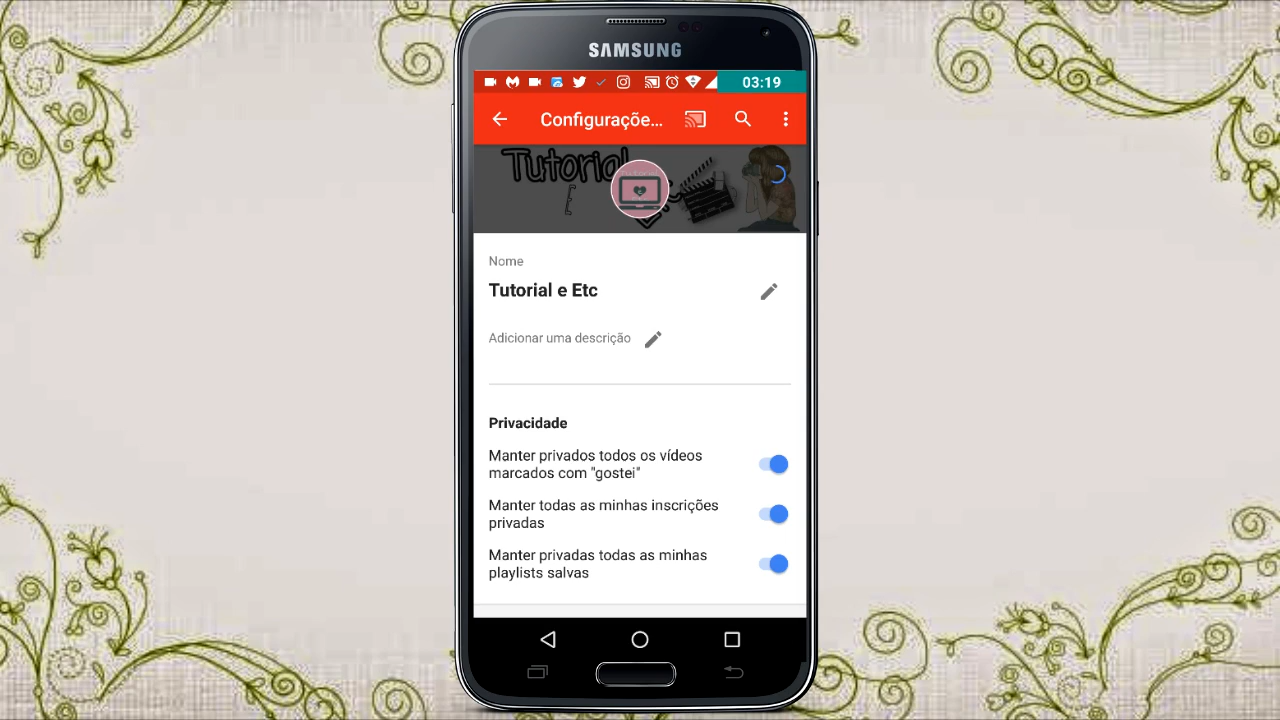 SAMSUNG
03:19
Configuraçõe...
Tutorial
E
Nome
Tutorial e Etc
Adicionar uma descrição
Privacidade
Manter privados todos os vídeos
marcados com "gostei"
Manter todas as minhas inscrições
privadas
Manter privadas todas as minhas
playlists salvas